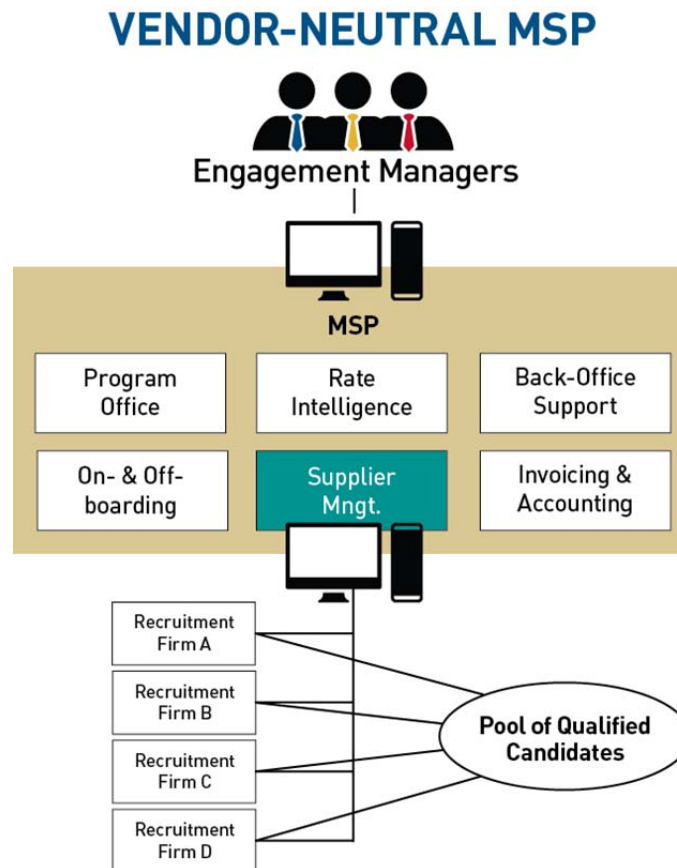 VENDOR-NEUTRAL MSP
Engagement Managers
MSP
Program
Office
Rate
Intelligence
Back-Office
Support
On- & Off-
boarding
Supplier
Mngt.
Invoicing &
Accounting
Recruitment
Firm A
Recruitment
Firm B
Recruitment
Firm C
Recruitment
Firm D
Pool of Qualified
Candidates